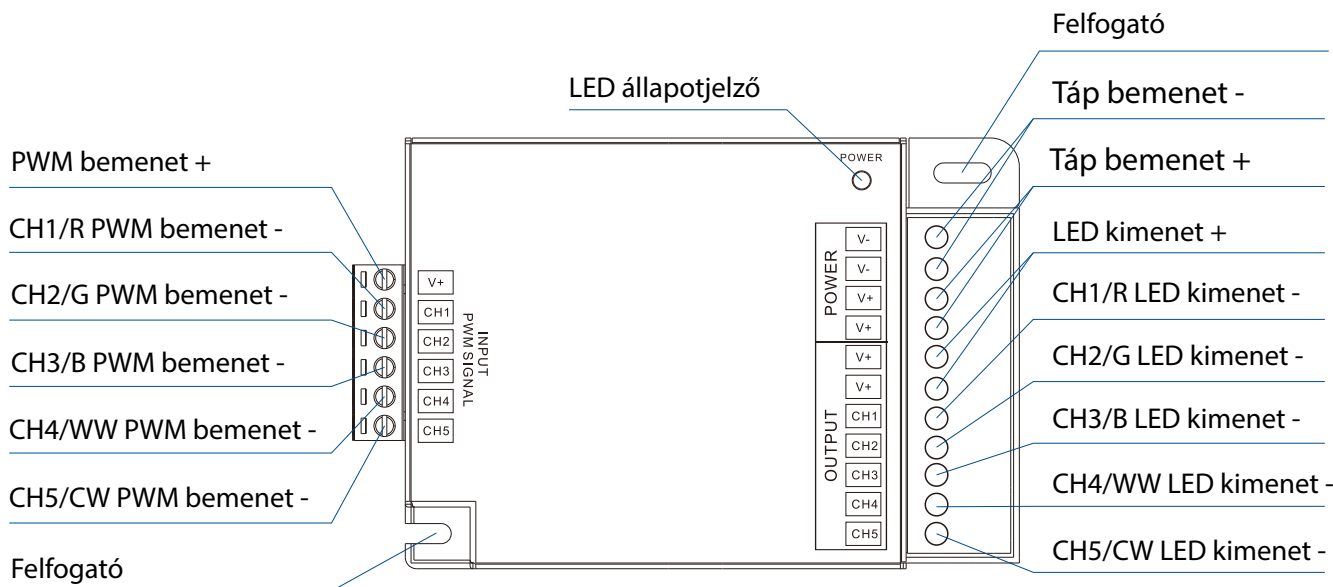 Felfogató
LED állapotjelző
Táp bemenet -
PWM bemenet +
POWER
Táp bemenet +
CH1/R PWM bemenet -
LED kimenet +
CH2/G PWM bemenet -
CH1/R LED kimenet -
CH3/B PWM bemenet -
CH2/G LED kimenet -
CH4/WW PWM bemenet -
CH3/B LED kimenet -
CH5/CW PWM bemenet -
CH4/WW LED kimenet -
Felfogató
CH5/CW LED kimenet -
V+
CH1
CH2
CH3
CH4
CH5
INPUT
PWM SIGNAL
POWER
V-
V-
V+
V+
OUTPUT
V+
V+
CH1
CH2
CH3
CH4
CH5